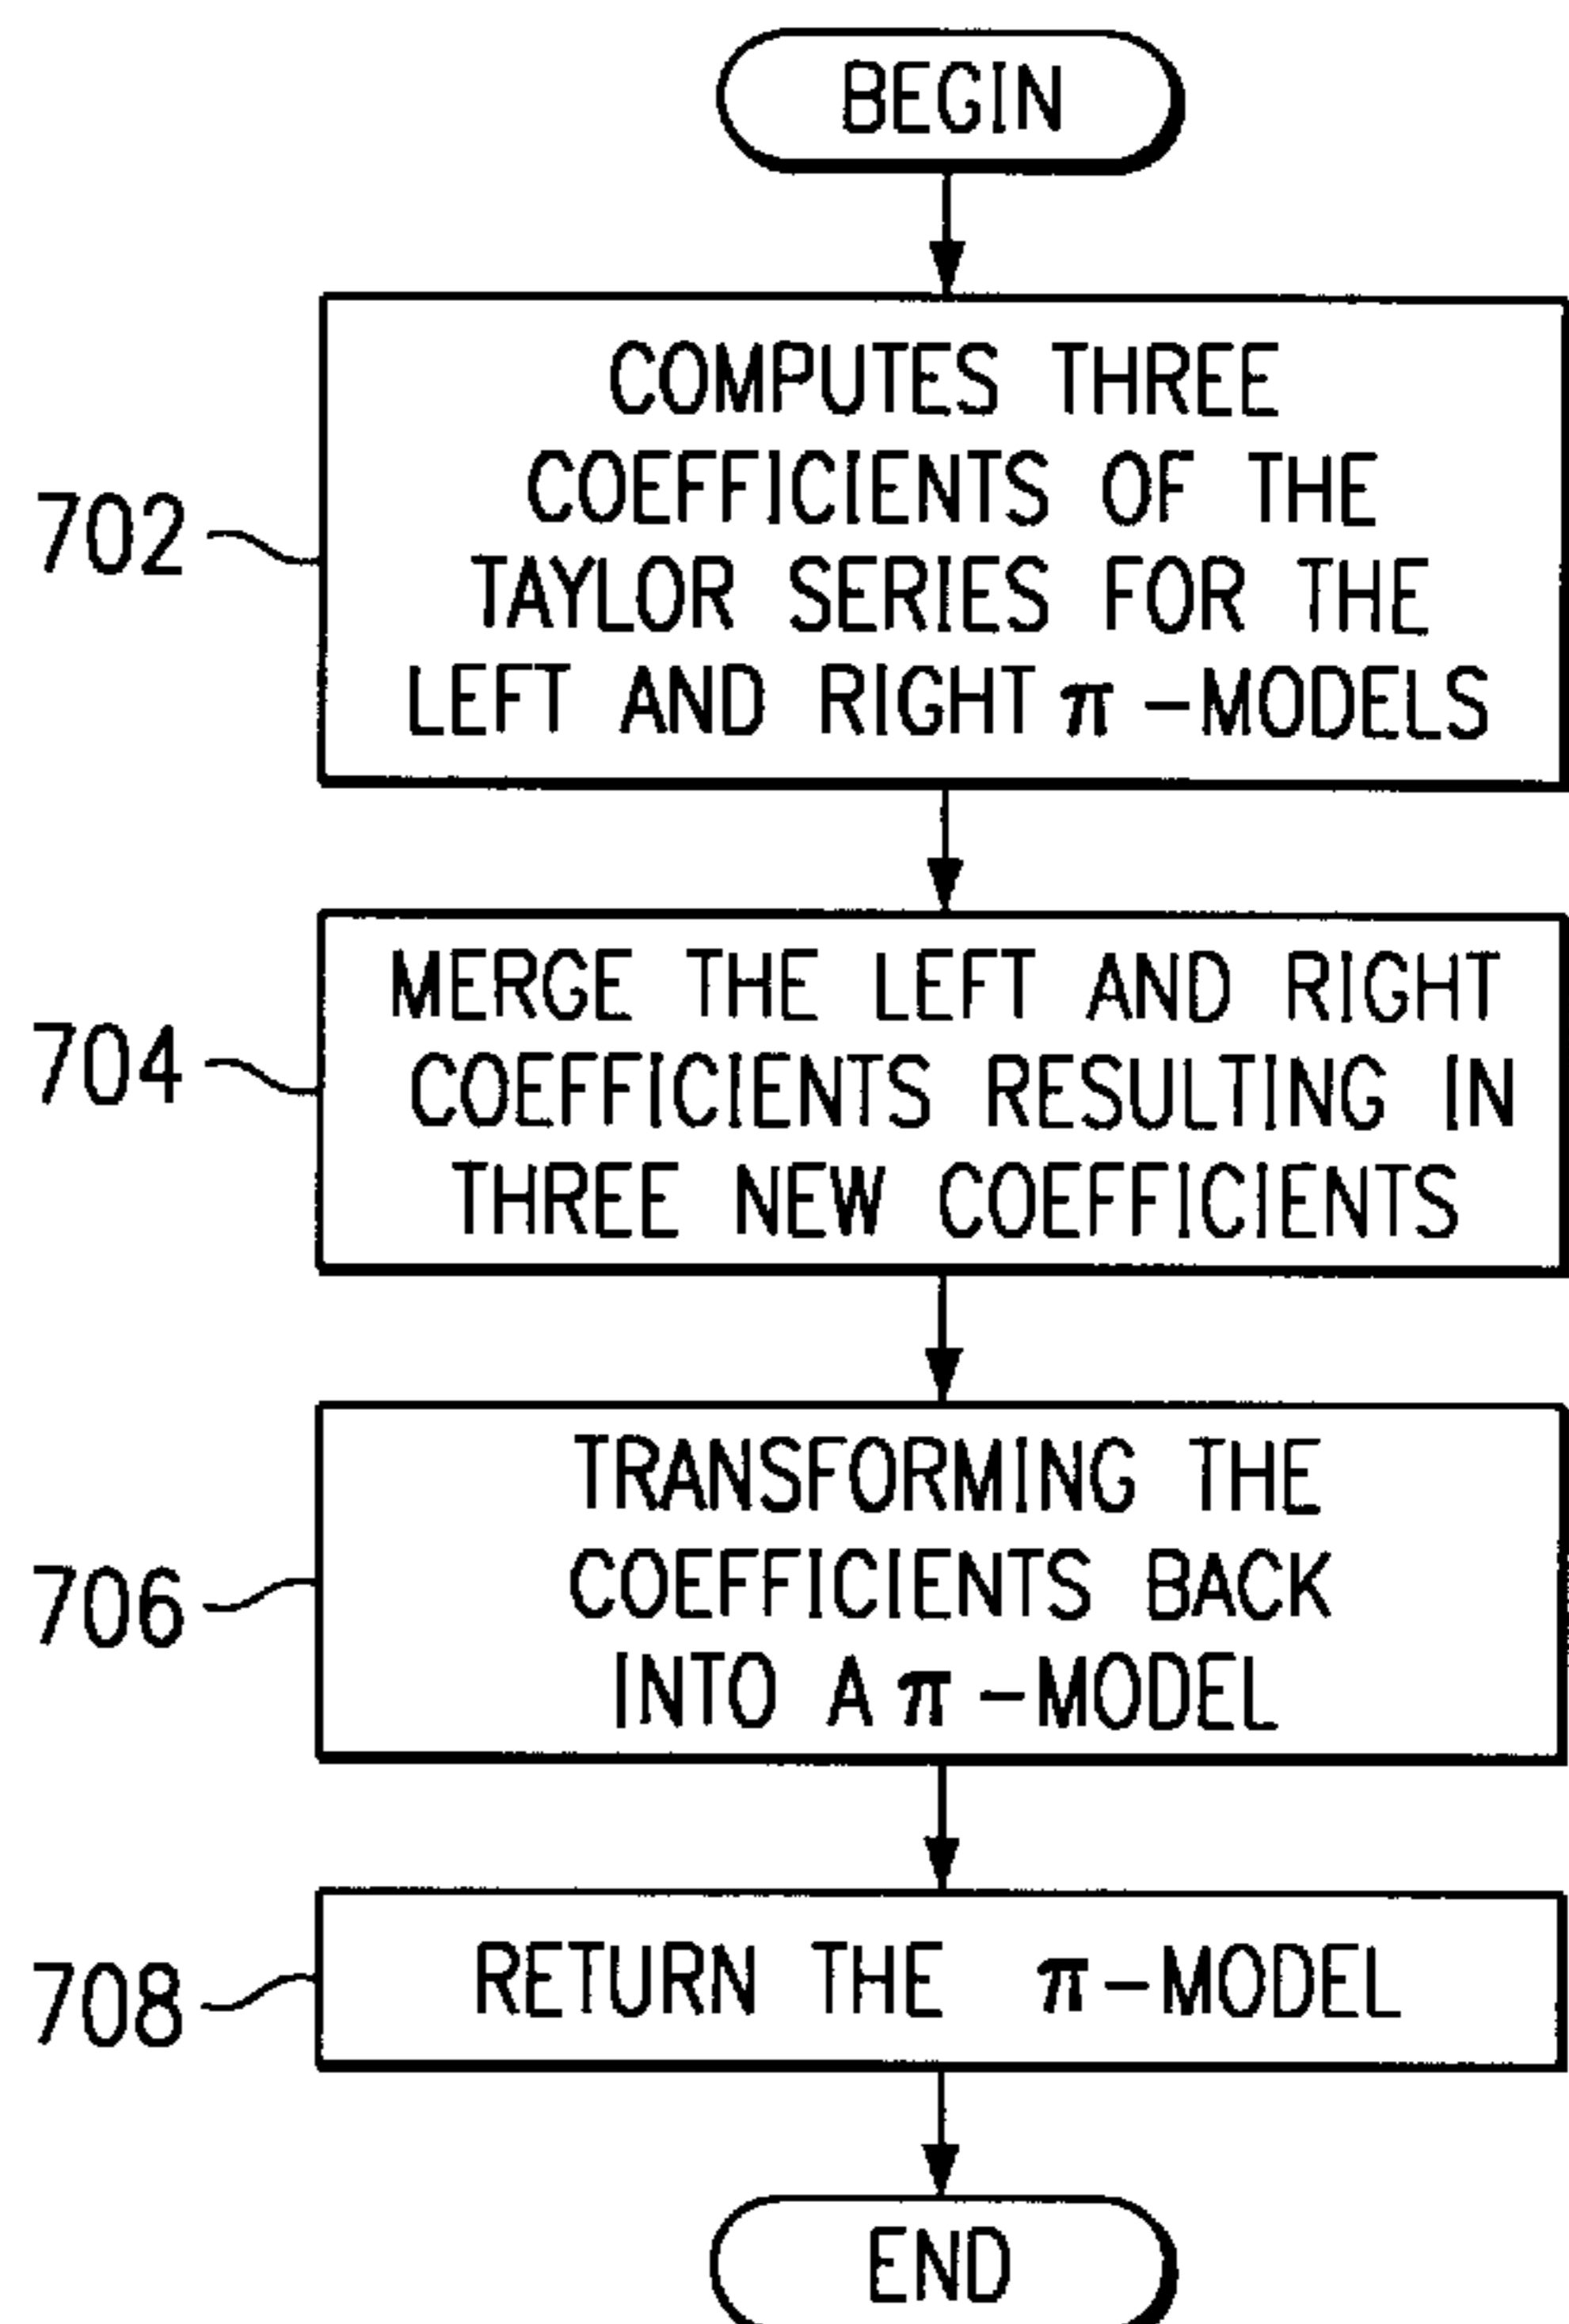 BEGIN
COMPUTES THREE
COEFFICIENTS OF THE
TAYLOR SERIES FOR THE
LEFT AND RIGHT π-MODELS
702
MERGE THE LEFT AND RIGHT
COEFFICIENTS RESULTING IN
THREE NEW COEFFICIENTS
704
TRANSFORMING THE
COEFFICIENTS BACK
INTO A π-MODEL
706
RETURN THE π-MODEL
708
END